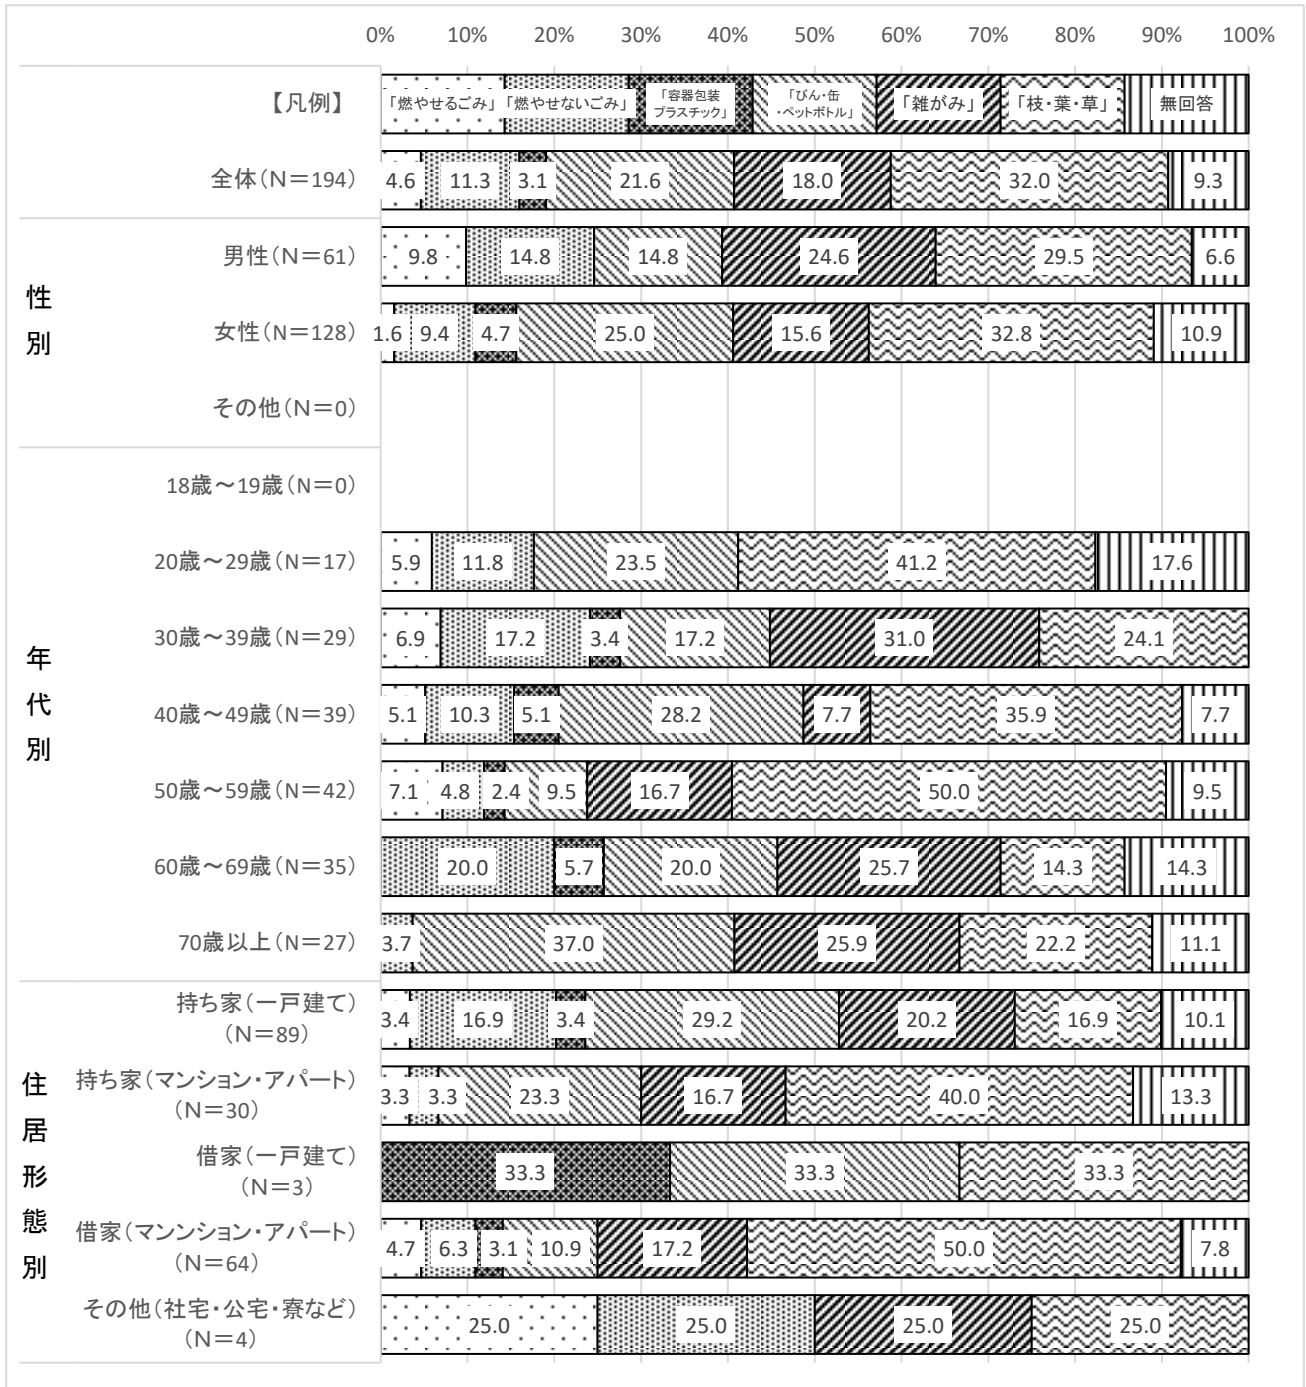 0% 10% 20% 30% 40% 50% 60% 70% 80% 90% 100%
【凡例】
「燃やせるごみ」
「燃やせないごみ」
「容器包装
プラスチック」
「びん・缶
・ペットボトル」
「雑がみ」
「枝・葉・草」
無回答
全体(N=194) 4.6 11.3 3.1 21.6 18.0 32.0 9.3
性別
男性(N=61) 9.8 14.8 14.8 24.6 29.5 6.6
女性(N=128) 1.6 9.4 4.7 25.0 15.6 32.8 10.9
その他(N=0)
年代別
18歳~19歳(N=0)
20歳~29歳(N=17) 5.9 11.8 23.5 41.2 17.6
30歳~39歳(N=29) 6.9 17.2 3.4 17.2 31.0 24.1
40歳~49歳(N=39) 5.1 10.3 5.1 28.2 7.7 35.9 7.7
50歳~59歳(N=42) 7.1 4.8 2.4 9.5 16.7 50.0 9.5
60歳~69歳(N=35) 20.0 5.7 20.0 25.7 14.3 14.3
70歳以上(N=27) 3.7 37.0 25.9 22.2 11.1
住居形態別
持ち家(一戸建て)
(N=89) 3.4 16.9 3.4 29.2 20.2 16.9 10.1
持ち家(マンション・アパート)
(N=30) 3.3 3.3 23.3 16.7 40.0 13.3
借家(一戸建て)
(N=3) 33.3 33.3 33.3
借家(マンンション・アパート)
(N=64) 4.7 6.3 3.1 10.9 17.2 50.0 7.8
その他(社宅・公宅・寮など)
(N=4) 25.0 25.0 25.0 25.0